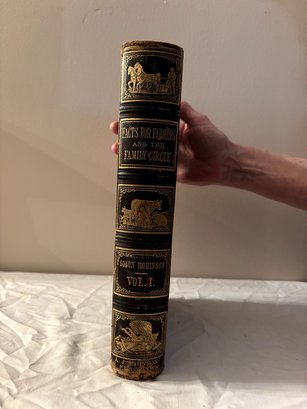 FACTS FOR FARMERS
AND THE
FAMILY CIRCLE
SOLON ROBINSON
VOL. I.